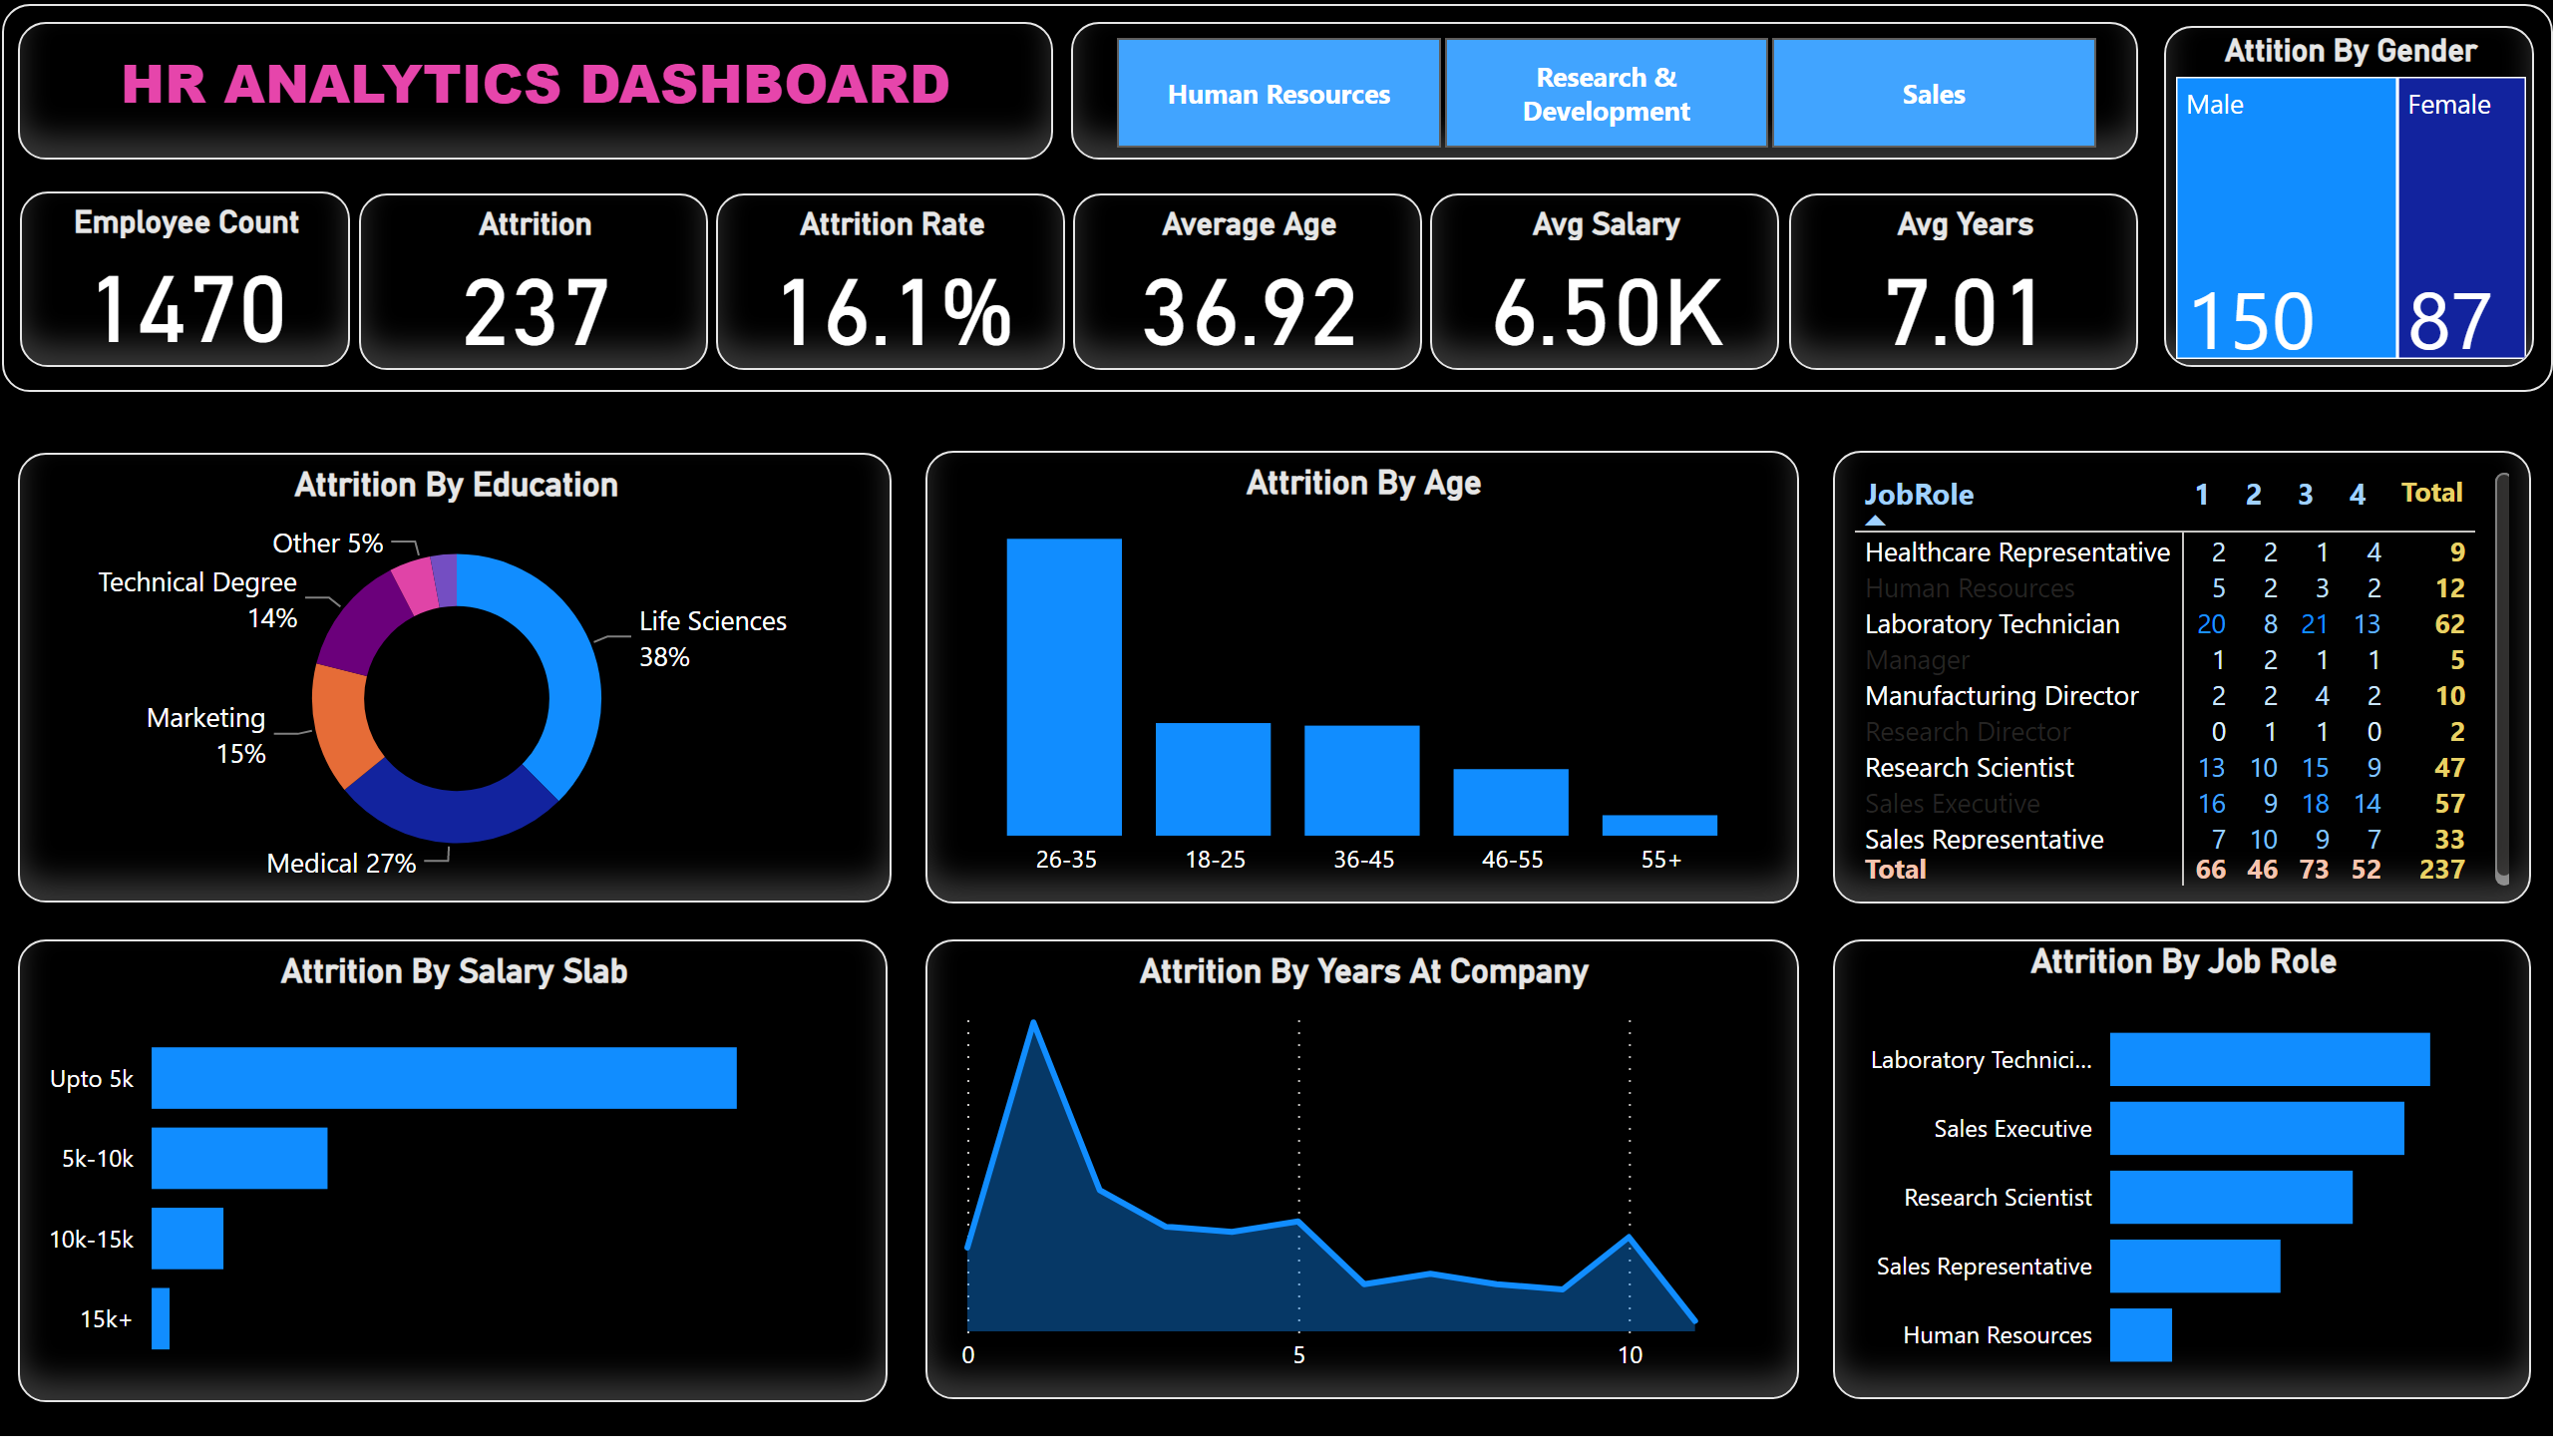 HR ANALYTICS DASHBOARD
Human Resources
Research &
Development
Sales
Attition By Gender
Male
150
Female
87
Employee Count
1470
Attrition
237
Attrition Rate
16.1%
Average Age
36.92
Avg Salary
6.50K
Avg Years
7.01
Attrition By Education
Other 5%
Technical Degree
14%
Life Sciences
38%
Marketing
15%
Medical 27%
Attrition By Age
26-35 18-25 36-45 46-55 55+
JobRole 1 2 3 4 Total
Healthcare Representative 2 2 1 4 9
Human Resources 5 2 3 2 12
Laboratory Technician 20 8 21 13 62
Manager 1 2 1 1 5
Manufacturing Director 2 2 4 2 10
Research Director 0 1 1 0 2
Research Scientist 13 10 15 9 47
Sales Executive 16 9 18 14 57
Sales Representative 7 10 9 7 33
Total 66 46 73 52 237
Attrition By Salary Slab
Upto 5k
5k-10k
10k-15k
15k+
Attrition By Years At Company
0 5 10
Attrition By Job Role
Laboratory Technici...
Sales Executive
Research Scientist
Sales Representative
Human Resources